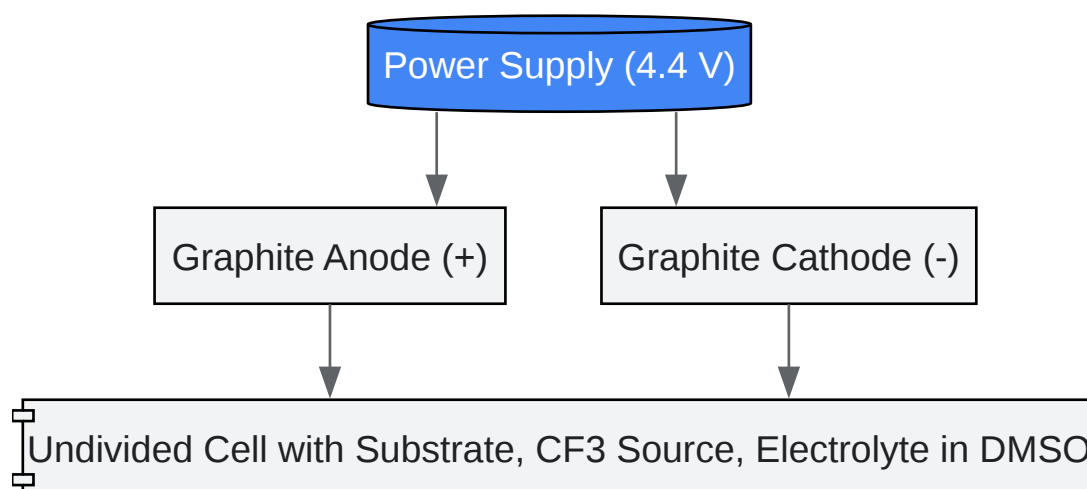 Power Supply (4.4 V)
Graphite Anode (+)
Graphite Cathode (-)
Undivided Cell with Substrate, CF3 Source, Electrolyte in DMSO